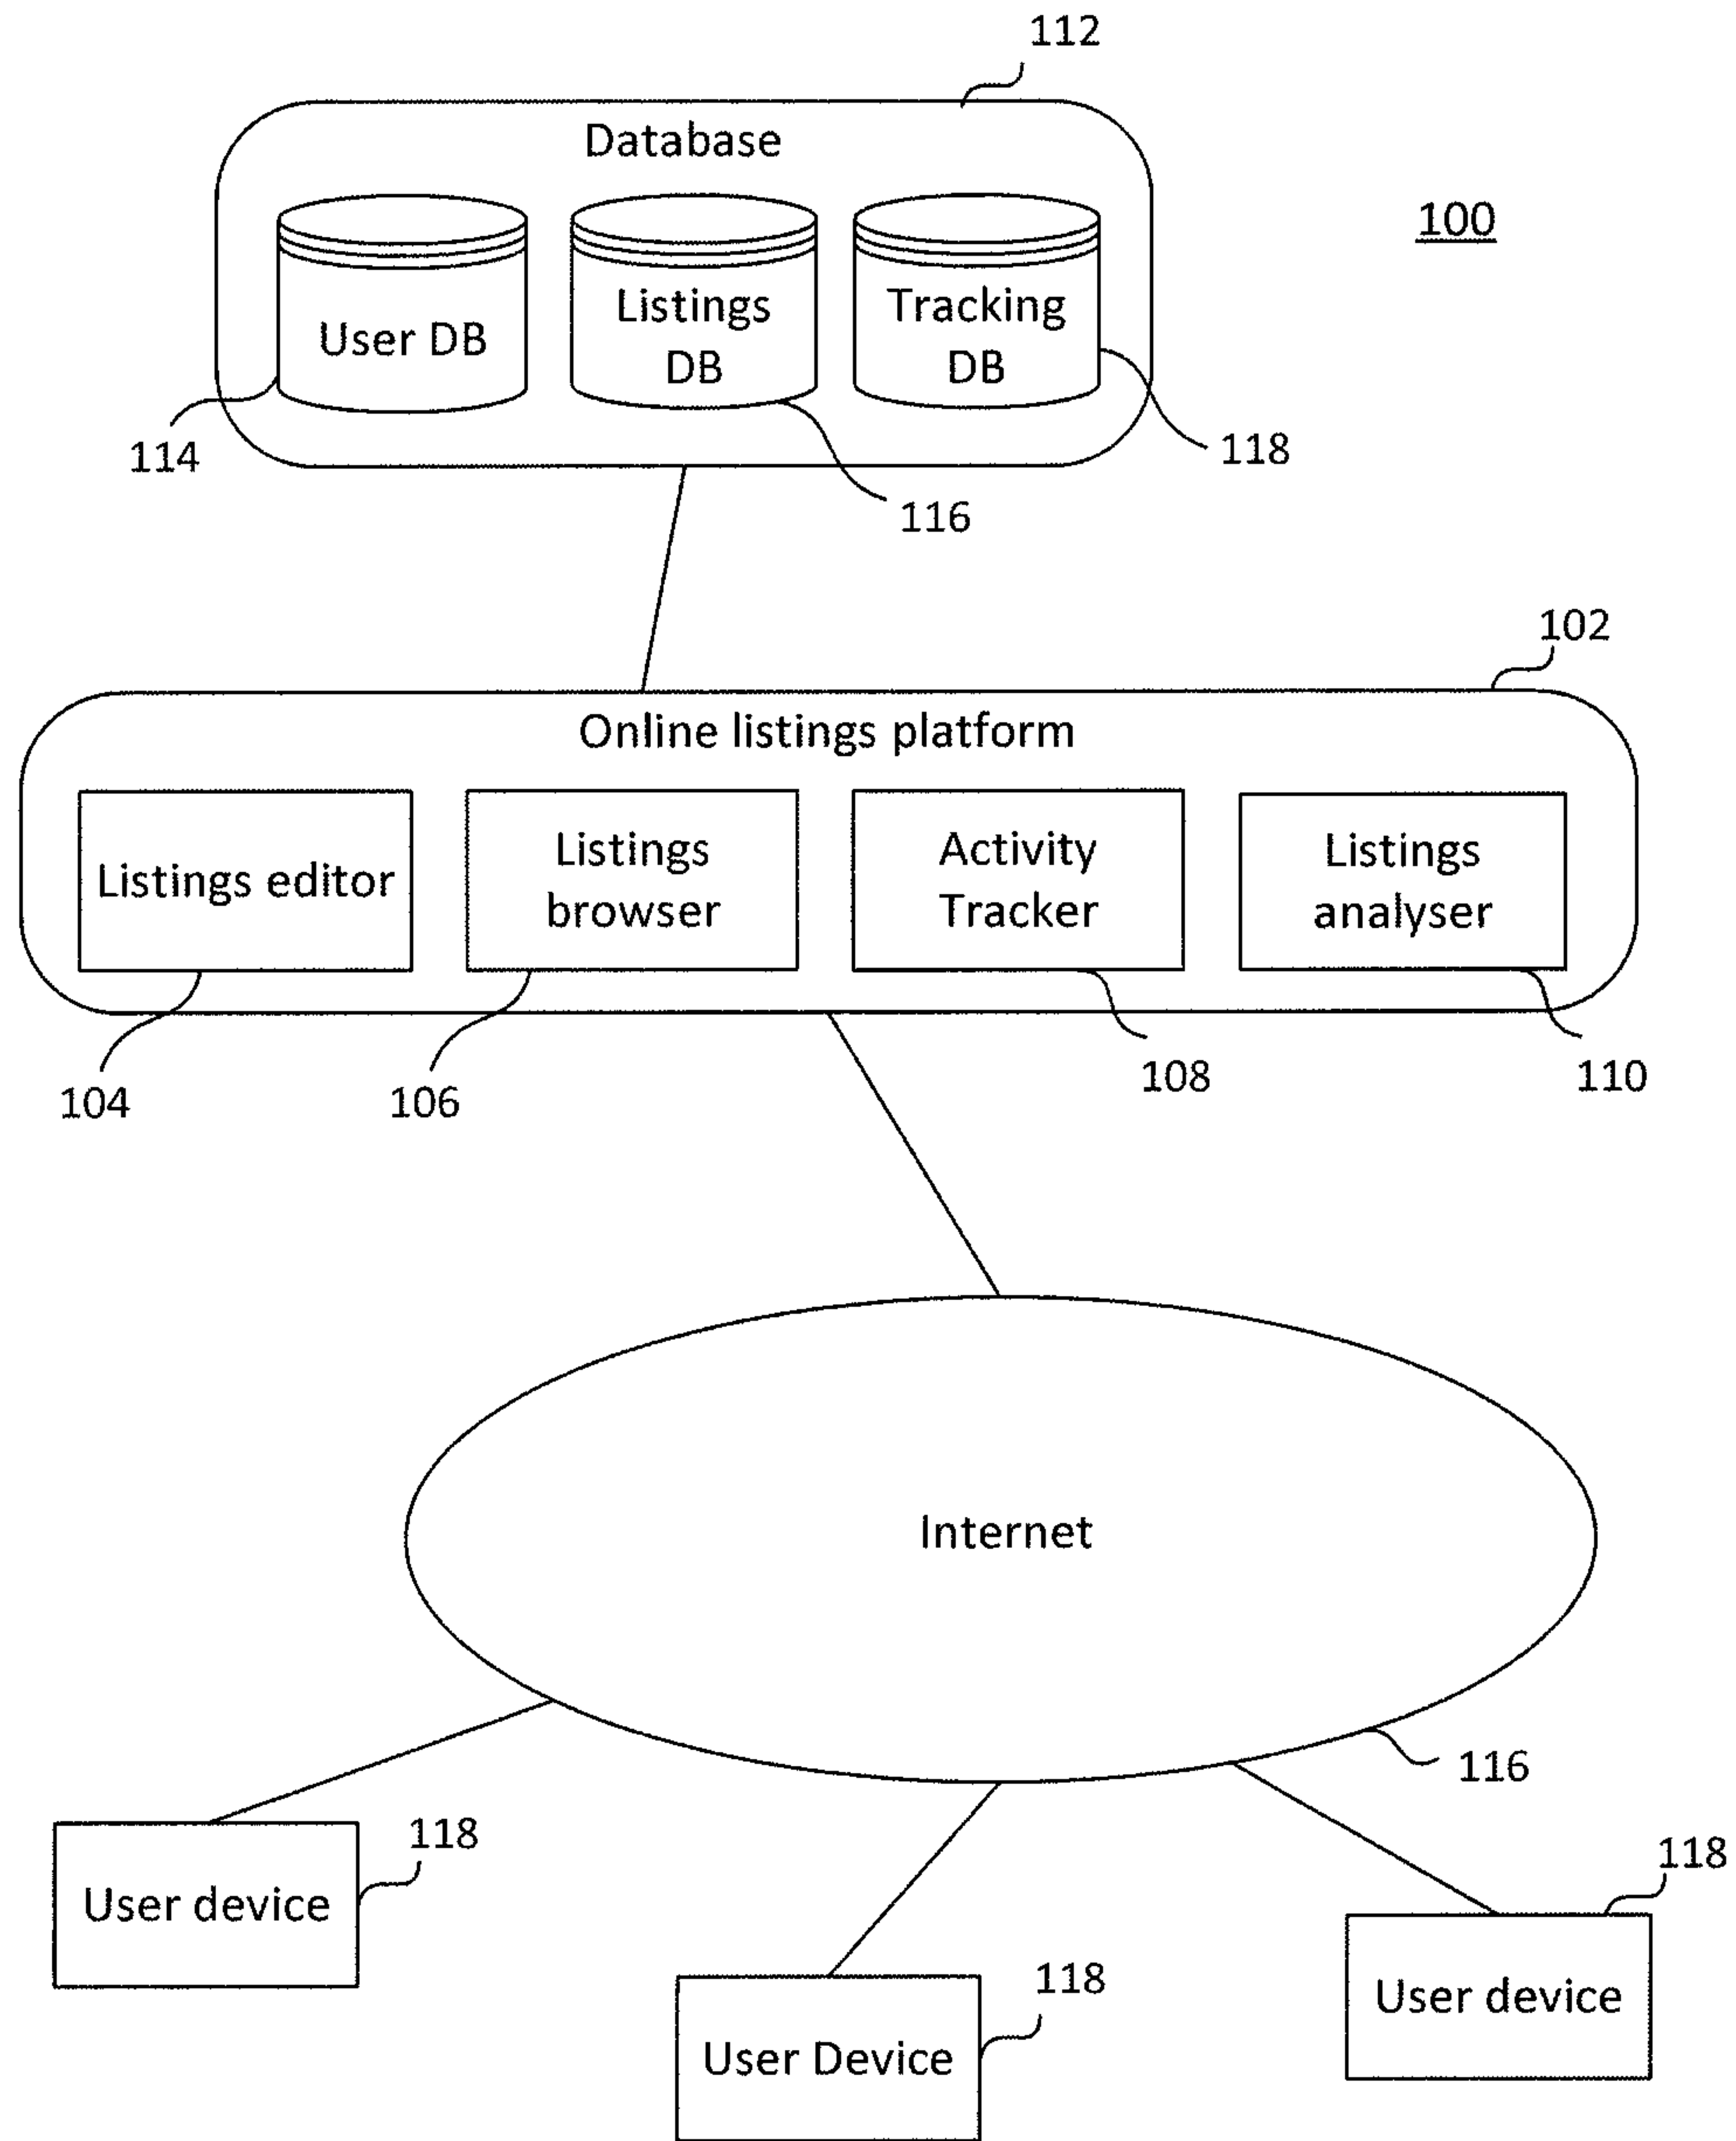 112
Database
100
User DB
Listings
DB
Tracking
DB
114
116
118
102
Online listings platform
Listings editor
Listings
browser
Activity
Tracker
Listings
analyser
104
106
108
110
Internet
116
118
User device
118
User Device
118
User device